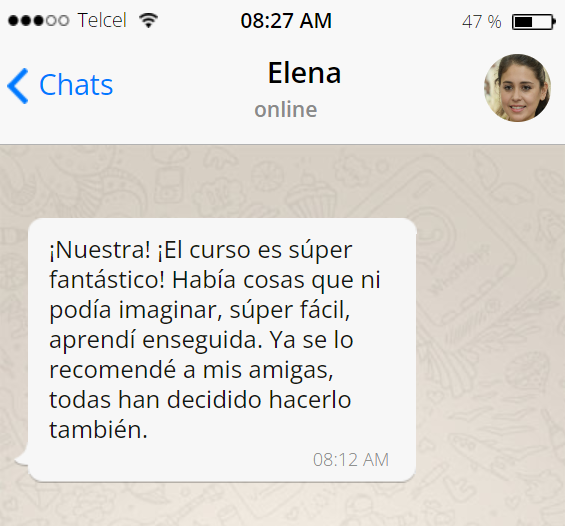 Telcel 08:27 AM 47 %
Chats Elena
online
¡Nuestra! ¡El curso es súper
fantástico! Había cosas que ni
podía imaginar, súper fácil,
aprendí enseguida. Ya se lo
recomendé a mis amigas,
todas han decidido hacerlo
también.
08:12 AM